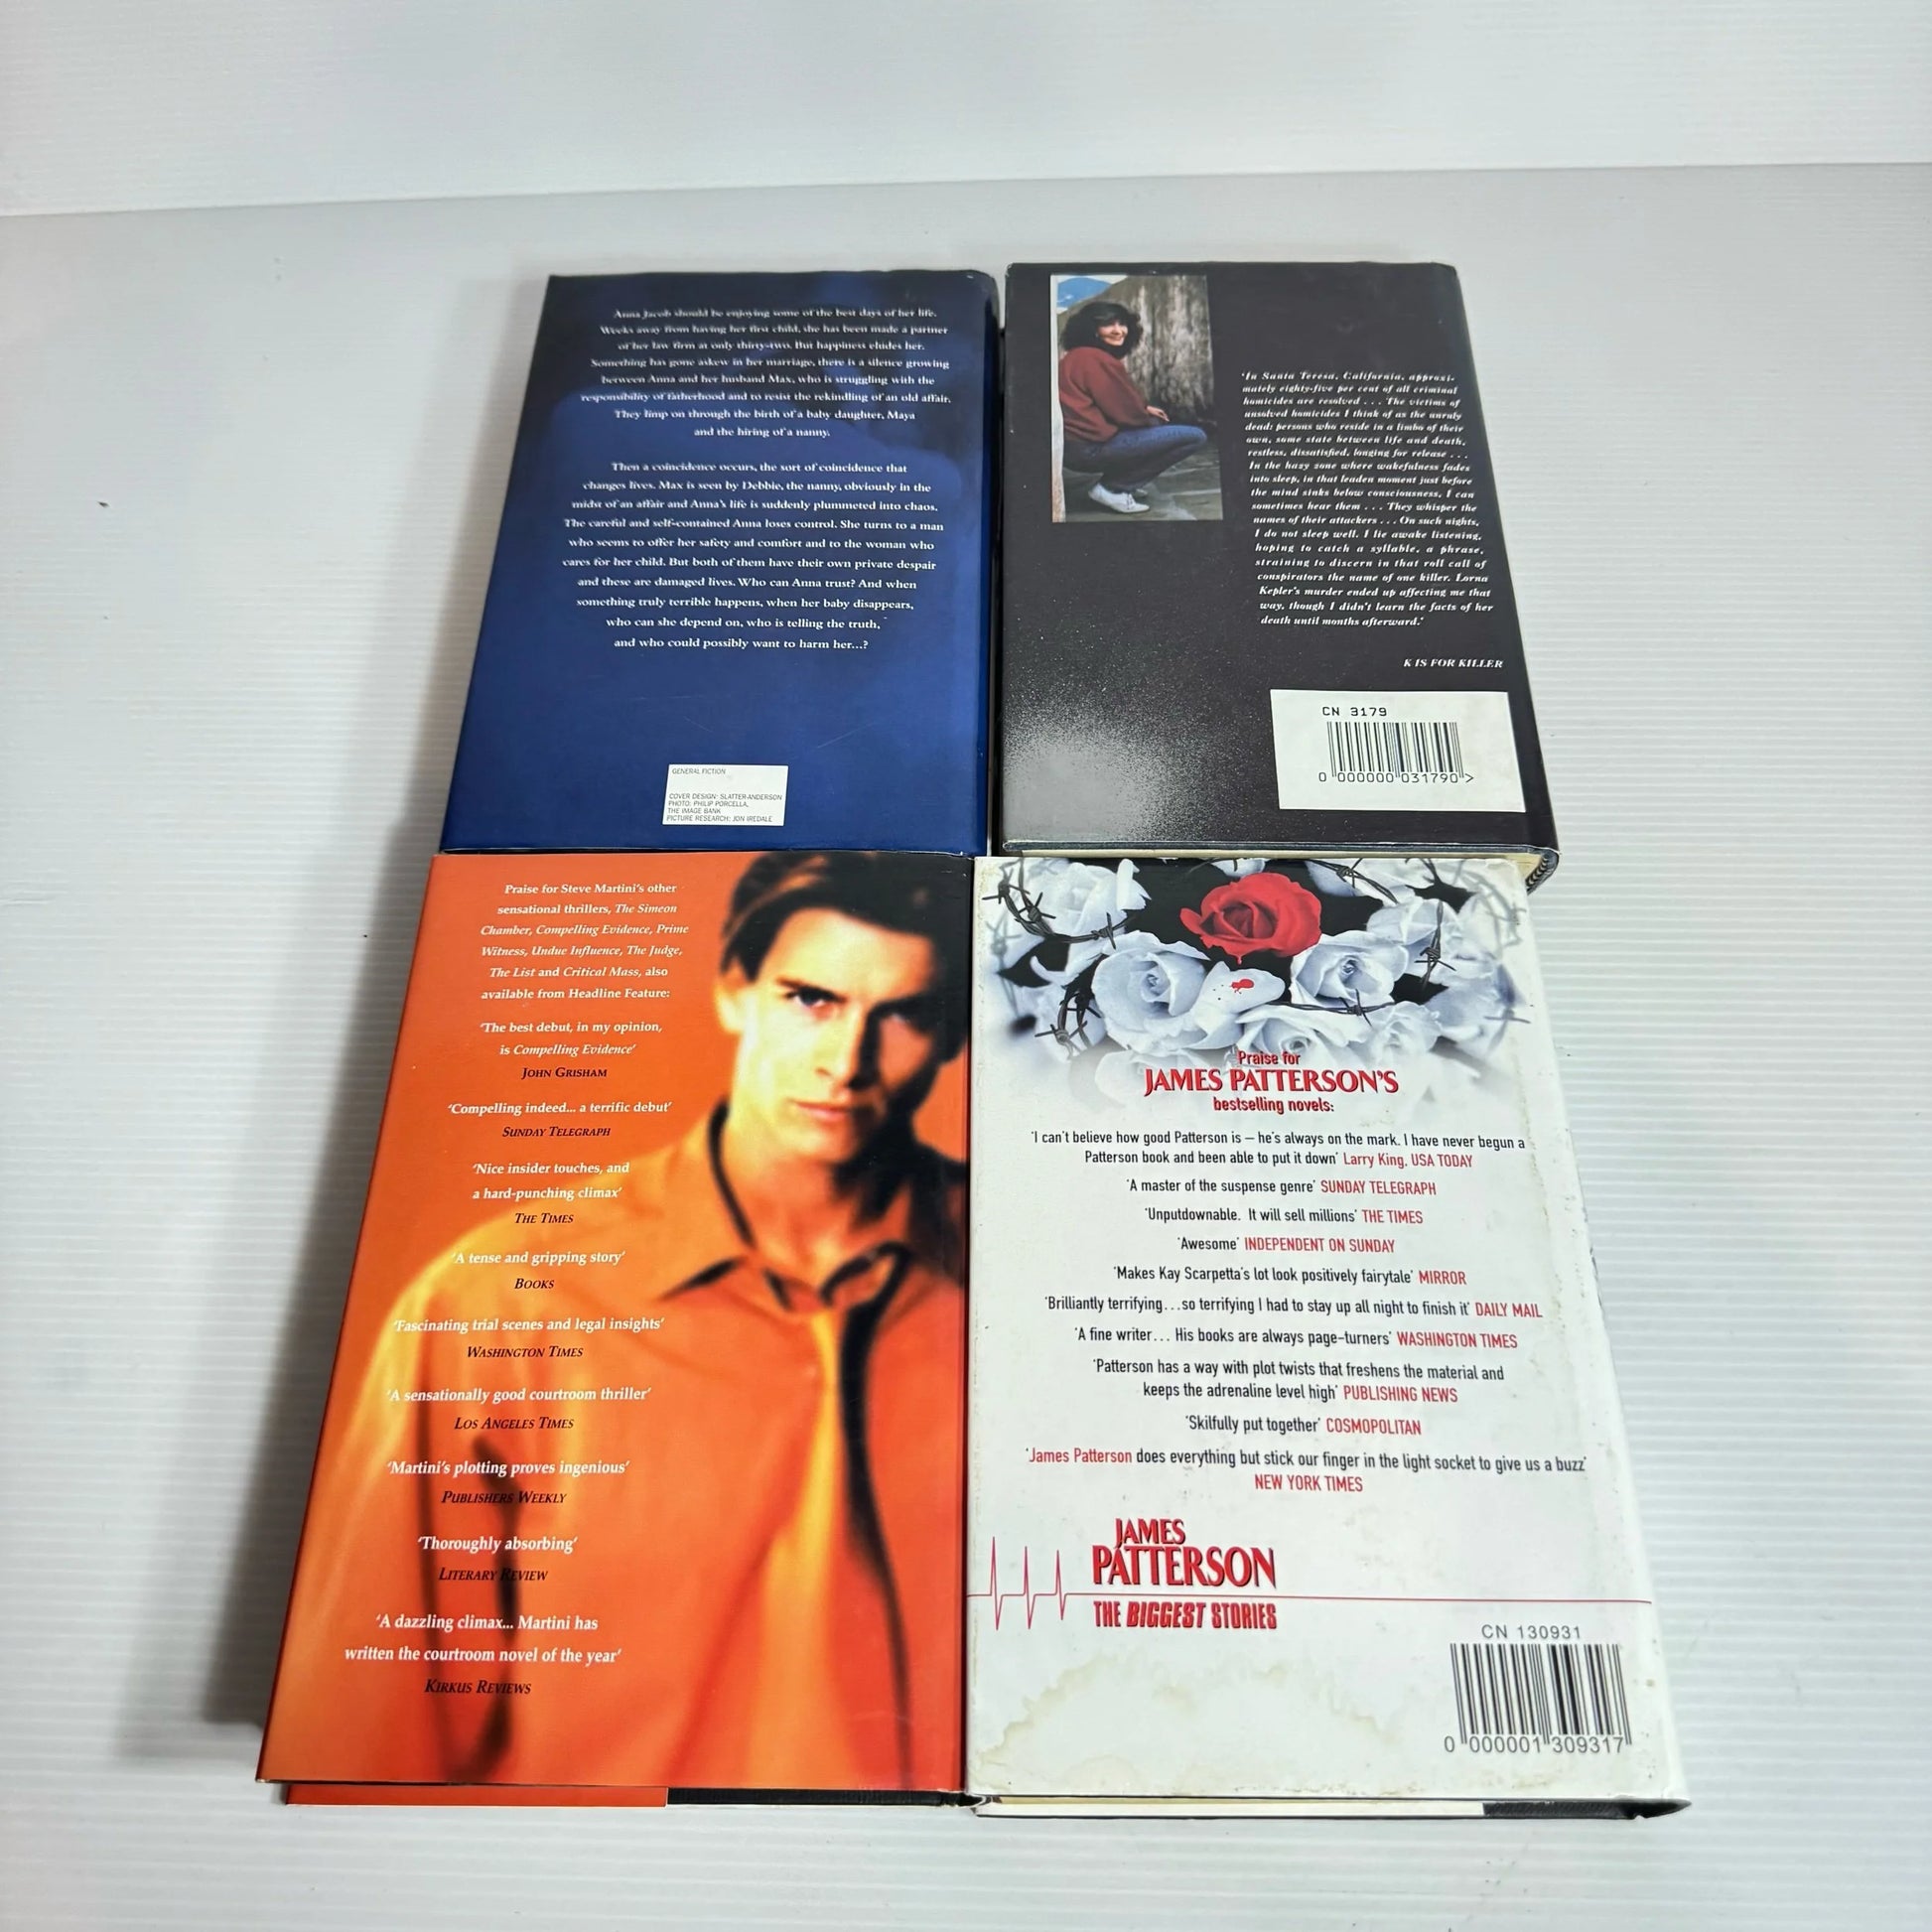 Anna Jacob should be enjoying some of the best days of her life.
Weeks away from having her first child, she has been made a partner
of her law firm at only thirty-two. But happiness eludes her.
Something has gone askew in her marriage, there is a silence growing
between Anna and her husband Max, who is struggling with the
responsibility of fatherhood and to resist the rekindling of an old affair.
They limp on through the birth of a baby daughter, Maya
and the hiring of a nanny.
Then a coincidence occurs, the sort of coincidence that
changes lives. Max is seen by Debbie, the nanny, obviously in the
midst of an affair and Anna's life is suddenly plummeted into chaos.
The careful and self-contained Anna loses control. She turns to a man
who seems to offer her safety and comfort and to the woman who
cares for her child. But both of them have their own private despair
and these are damaged lives. Who can Anna trust? And when
something truly terrible happens, when her baby disappears,
who can she depend on, who is telling the truth,
and who could possibly want to harm her...?
GENERAL FICTION
COVER DESIGN: SLATTER-ANDERSON
PHOTO: PHILIP PORCELLA,
THE IMAGE BANK
PICTURE RESEARCH: JON IREDALE
'In Santa Teresa, California, approxi-
mately eighty-five per cent of all criminal
homicides are resolved . . . The victims of
unsolved homicides I think of as the unruly
dead: persons who reside in a limbo of their
own, some state between life and death,
restless, dissatisfied, longing for release . . .
In the hazy zone where wakefulness fades
into sleep, in that leaden moment just before
the mind sinks below consciousness, I can
sometimes hear them . . . They whisper the
names of their attackers . . . On such nights,
I do not sleep well. I lie awake listening,
hoping to catch a syllable, a phrase,
straining to discern in that roll call of
conspirators the name of one killer. Lorna
Kepler's murder ended up affecting me that
way, though I didn't learn the facts of her
death until months afterward.'
K IS FOR KILLER
CN 3179
0 000000 031790 >
Praise for Steve Martini's other
sensational thrillers, The Simeon
Chamber, Compelling Evidence, Prime
Witness, Undue Influence, The Judge,
The List and Critical Mass, also
available from Headline Feature:
'The best debut, in my opinion,
is Compelling Evidence'
JOHN GRISHAM
'Compelling indeed... a terrific debut'
SUNDAY TELEGRAPH
'Nice insider touches, and
a hard-punching climax'
THE TIMES
'A tense and gripping story'
BOOKS
'Fascinating trial scenes and legal insights'
WASHINGTON TIMES
'A sensationally good courtroom thriller'
LOS ANGELES TIMES
'Martini's plotting proves ingenious'
PUBLISHERS WEEKLY
'Thoroughly absorbing'
LITERARY REVIEW
'A dazzling climax... Martini has
written the courtroom novel of the year'
KIRKUS REVIEWS
Praise for
JAMES PATTERSON'S
bestselling novels:
'I can't believe how good Patterson is – he's always on the mark. I have never begun a
Patterson book and been able to put it down' Larry King, USA TODAY
'A master of the suspense genre' SUNDAY TELEGRAPH
'Unputdownable. It will sell millions' THE TIMES
'Awesome' INDEPENDENT ON SUNDAY
'Makes Kay Scarpetta's lot look positively fairytale' MIRROR
'Brilliantly terrifying...so terrifying I had to stay up all night to finish it' DAILY MAIL
'A fine writer... His books are always page-turners' WASHINGTON TIMES
'Patterson has a way with plot twists that freshens the material and
keeps the adrenaline level high' PUBLISHING NEWS
'Skilfully put together' COSMOPOLITAN
'James Patterson does everything but stick our finger in the light socket to give us a buzz'
NEW YORK TIMES
JAMES
PATTERSON
THE BIGGEST STORIES
CN 130931
0 000001 309317